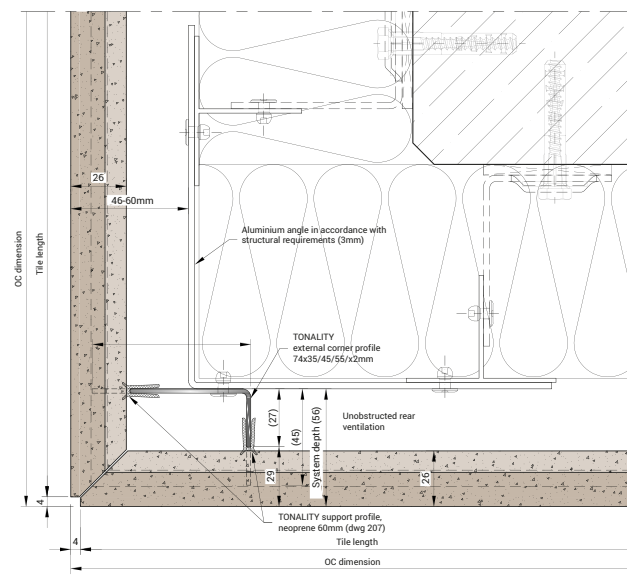 26
46-60mm
Aluminium angle in accordance with
structural requirements (3mm)
OC dimension
Tile length
TONALITY
external corner profile
74x35/45/55/x2mm
Unobstructed rear
ventilation
(27)
(45)
System depth (56)
29
26
4
TONALITY support profile,
neoprene 60mm (dwg 207)
4
Tile length
OC dimension